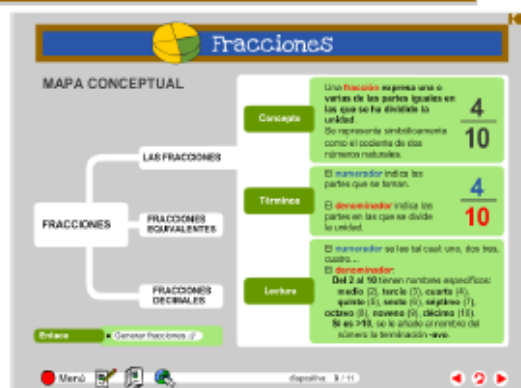 Fracciones
MAPA CONCEPTUAL
FRACCIONES
LAS FRACCIONES
FRACCIONES
EQUIVALENTES
FRACCIONES
DECIMALES
Concepto
Una fracción expresa una o
varias de las partes iguales en
las que se ha dividido la
unidad.
Se representa simbólicamente
como el cociente de dos
números naturales.
4
10
Términos
El numerador indica las
partes que se toman.
El denominador indica las
partes en las que se divide
la unidad.
4
10
Lectura
El numerador se lee tal cual: uno, dos tres,
cuatro...
El denominador:
Del 2 al 10 tienen nombres específicos:
medio (2), tercio (3), cuarto (4),
quinto (5), sexto (6), séptimo (7),
octavo (8), noveno (9), décimo (10).
Si es >10, se le añade al nombre del
número la terminación -avo.
Enlace
Generar fracciones
Menú
diapositiva 3 / 11